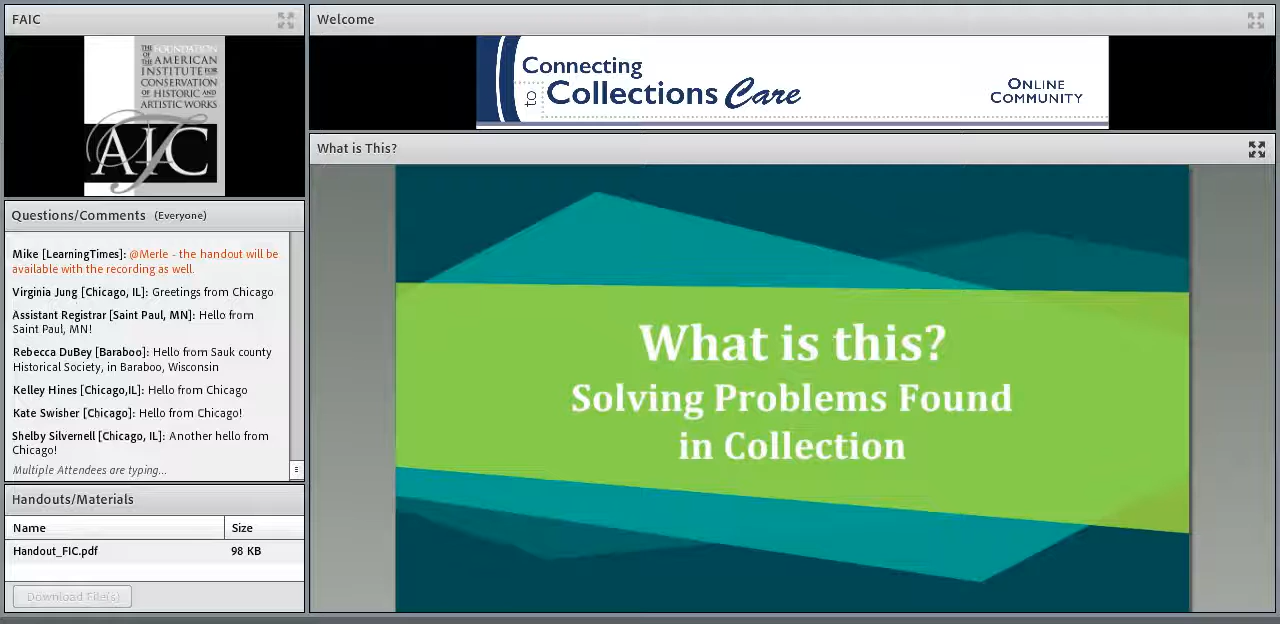 FAIC
THE FOUNDATION
OF THE AMERICAN
INSTITUTE FOR
CONSERVATION
OF HISTORIC AND
ARTISTIC WORKS
AIC
Questions/Comments (Everyone)
Mike [LearningTimes]: @Merle - the handout will be
available with the recording as well.
Virginia Jung [Chicago, IL]: Greetings from Chicago
Assistant Registrar [Saint Paul, MN]: Hello from
Saint Paul, MN!
Rebecca DuBey [Baraboo]: Hello from Sauk county
Historical Society, in Baraboo, Wisconsin
Kelley Hines [Chicago,IL]: Hello from Chicago
Kate Swisher [Chicago]: Hello from Chicago!
Shelby Silvernell [Chicago, IL]: Another hello from
Chicago!
Multiple Attendees are typing...
Handouts/Materials
Name Size
Handout_FIC.pdf 98 KB
Download File(s)
Welcome
Connecting
to Collections Care
ONLINE
COMMUNITY
What is This?
What is this?
Solving Problems Found
in Collection